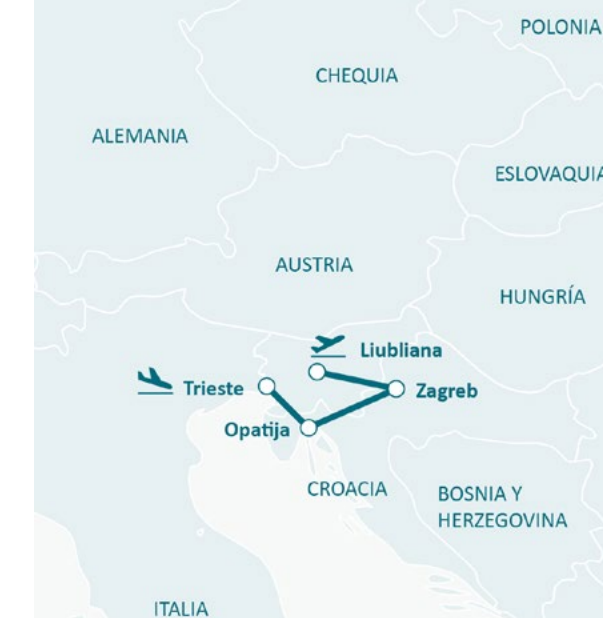 POLONIA
CHEQUIA
ALEMANIA
ESLOVAQUIA
AUSTRIA
HUNGRÍA
Liubliana
Trieste
Zagreb
Opatija
CROACIA
BOSNIA Y
HERZEGOVINA
ITALIA